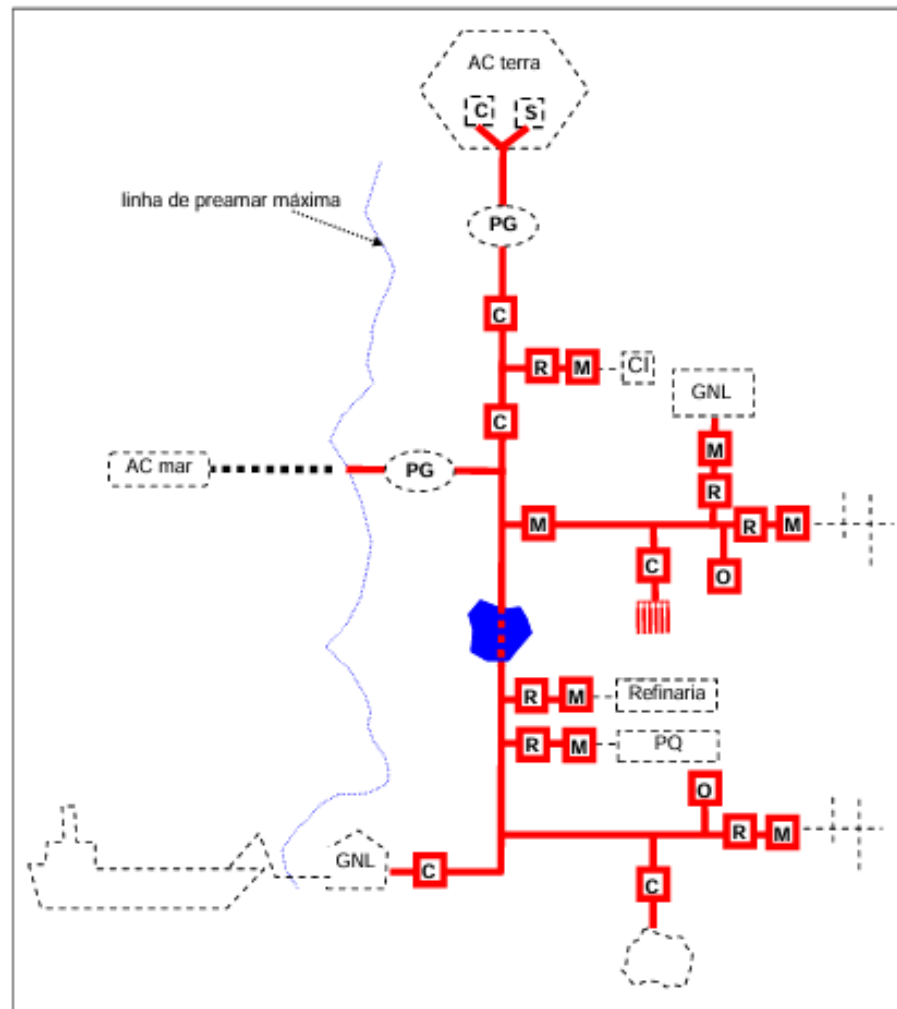 AC terra
C S
linha de preamar máxima
PG
C
R M CI
GNL
C
M
AC mar
PG
R
M R M
C
O
R M Refinaria
R M PQ
O
R M
GNL
C
C